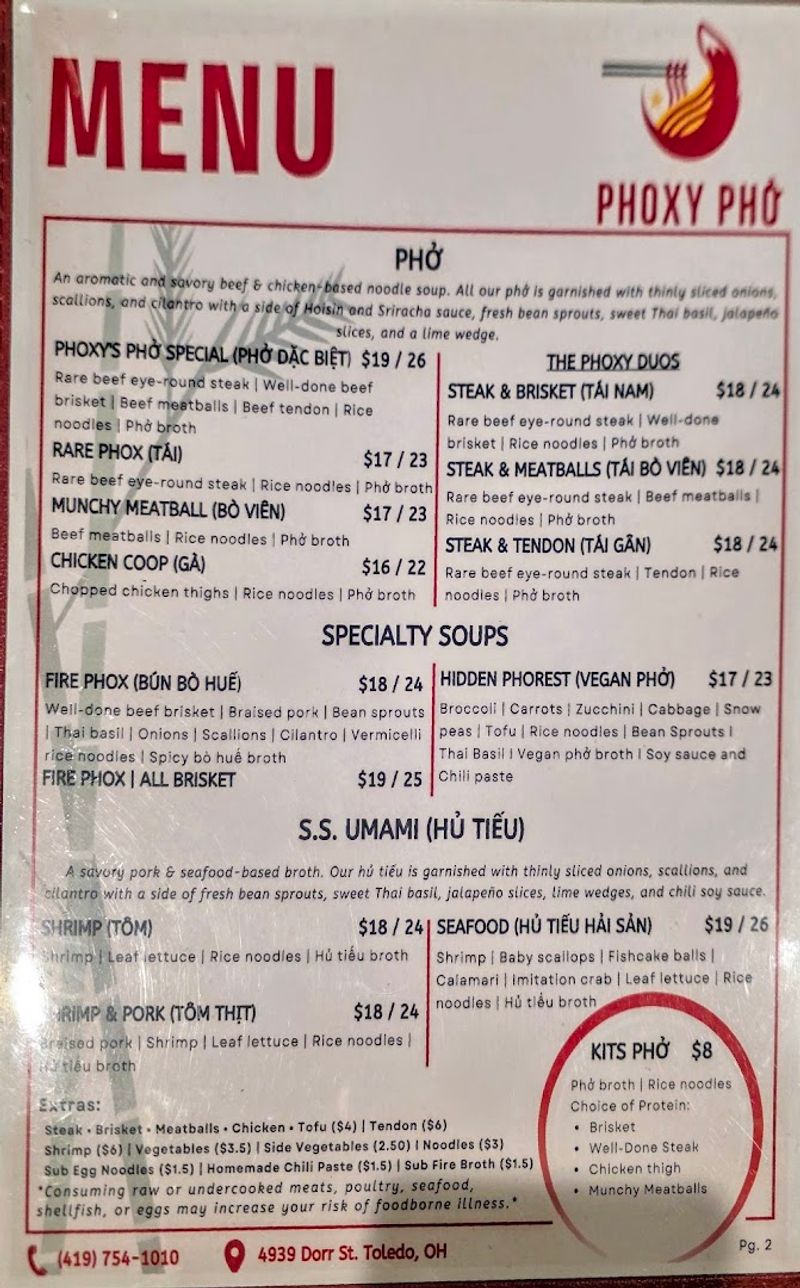 MENU
PHOXY PHỞ
PHỞ
An aromatic and savory beef & chicken-based noodle soup. All our phở is garnished with thinly sliced onions,
scallions, and cilantro with a side of Hoisin and Sriracha sauce, fresh bean sprouts, sweet Thai basil, jalapeño
slices, and a lime wedge.
PHOXY'S PHỞ SPECIAL (PHỞ DẶC BIỆT) $19 / 26
Rare beef eye-round steak | Well-done beef
brisket | Beef meatballs | Beef tendon | Rice
noodles | Phở broth
RARE PHOX (TÁI) $17 / 23
Rare beef eye-round steak | Rice noodles | Phở broth
MUNCHY MEATBALL (BÒ VIÊN) $17 / 23
Beef meatballs | Rice noodles | Phở broth
CHICKEN COOP (GÀ) $16 / 22
Chopped chicken thighs | Rice noodles | Phở broth
THE PHOXY DUOS
STEAK & BRISKET (TÁI NAM) $18 / 24
Rare beef eye-round steak | Well-done
brisket | Rice noodles | Phở broth
STEAK & MEATBALLS (TÁI BÒ VIÊN) $18 / 24
Rare beef eye-round steak | Beef meatballs |
Rice noodles | Phở broth
STEAK & TENDON (TÁI GÂN) $18 / 24
Rare beef eye-round steak | Tendon | Rice
noodles | Phở broth
SPECIALTY SOUPS
FIRE PHOX (BÚN BÒ HUẾ) $18 / 24
Well-done beef brisket | Braised pork | Bean sprouts
| Thai basil | Onions | Scallions | Cilantro | Vermicelli
rice noodles | Spicy bò huế broth
FIRE PHOX | ALL BRISKET $19 / 25
HIDDEN PHOREST (VEGAN PHỞ) $17 / 23
Broccoli | Carrots | Zucchini | Cabbage | Snow
peas | Tofu | Rice noodles | Bean Sprouts I
Thai Basil I Vegan phở broth I Soy sauce and
Chili paste
S.S. UMAMI (HỦ TIẾU)
A savory pork & seafood-based broth. Our hủ tiếu is garnished with thinly sliced onions, scallions, and
cilantro with a side of fresh bean sprouts, sweet Thai basil, jalapeño slices, lime wedges, and chili soy sauce.
SHRIMP (TÔM) $18 / 24
Shrimp | Leaf lettuce | Rice noodles | Hủ tiếu broth
SHRIMP & PORK (TÔM THỊT) $18 / 24
Braised pork | Shrimp | Leaf lettuce | Rice noodles |
Hủ tiếu broth
SEAFOOD (HỦ TIẾU HẢI SẢN) $19 / 26
Shrimp | Baby scallops | Fishcake balls |
Calamari | Imitation crab | Leaf lettuce | Rice
noodles | Hủ tiếu broth
Extras:
Steak • Brisket • Meatballs • Chicken • Tofu ($4) | Tendon ($6)
Shrimp ($6) | Vegetables ($3.5) | Side Vegetables (2.50) I Noodles ($3)
Sub Egg Noodles ($1.5) | Homemade Chili Paste ($1.5) | Sub Fire Broth ($1.5)
*Consuming raw or undercooked meats, poultry, seafood,
shellfish, or eggs may increase your risk of foodborne illness.*
KITS PHỞ $8
Phở broth | Rice noodles
Choice of Protein:
• Brisket
• Well-Done Steak
• Chicken thigh
• Munchy Meatballs
(419) 754-1010 4939 Dorr St. Toledo, OH
Pg. 2